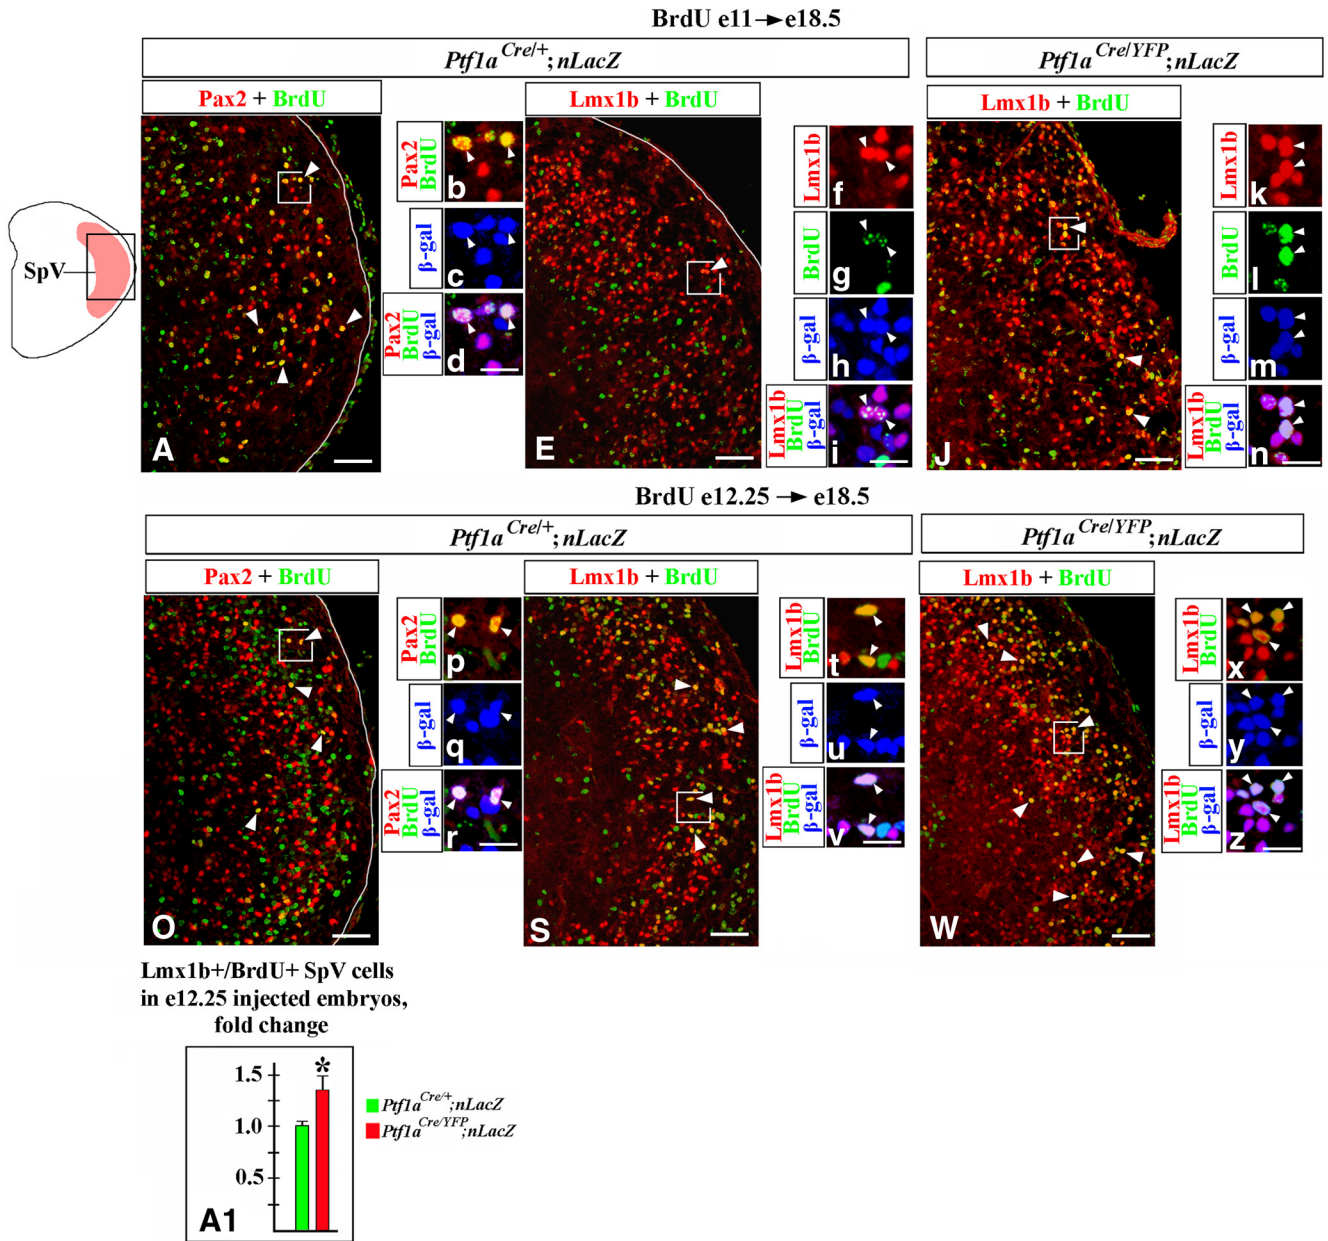 BrdU e11→e18.5
Ptf1a Cre/+;nLacZ
Ptf1a Cre/YFP;nLacZ
Pax2 + BrdU
Lmx1b + BrdU
Lmx1b + BrdU
SpV
A
Pax2
BrdU
b
β-gal
c
Pax2
BrdU
β-gal
d
E
Lmx1b
f
BrdU
g
β-gal
h
Lmx1b
BrdU
β-gal
i
J
Lmx1b
k
BrdU
l
β-gal
m
Lmx1b
BrdU
β-gal
n
BrdU e12.25 → e18.5
Ptf1a Cre/+;nLacZ
Ptf1a Cre/YFP;nLacZ
Pax2 + BrdU
Lmx1b + BrdU
Lmx1b + BrdU
O
Pax2
BrdU
p
β-gal
q
Pax2
BrdU
β-gal
r
S
Lmx1b
BrdU
t
β-gal
u
Lmx1b
BrdU
β-gal
v
W
Lmx1b
BrdU
x
β-gal
y
Lmx1b
BrdU
β-gal
z
Lmx1b+/BrdU+ SpV cells
in e12.25 injected embryos,
fold change
1.5
1.0
0.5
*
A1
Ptf1a Cre/+;nLacZ
Ptf1a Cre/YFP;nLacZ